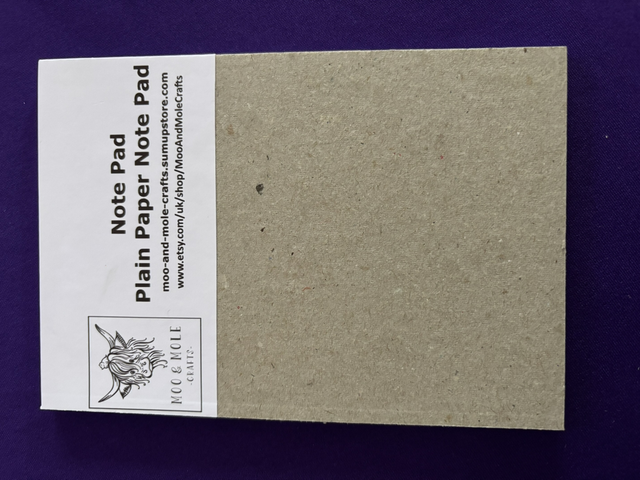 Note Pad
Plain Paper Note Pad
moo-and-mole-crafts.sumupstore.com
www.etsy.com/uk/shop/MooAndMoleCrafts
MOO & MOLE
-CRAFTS-